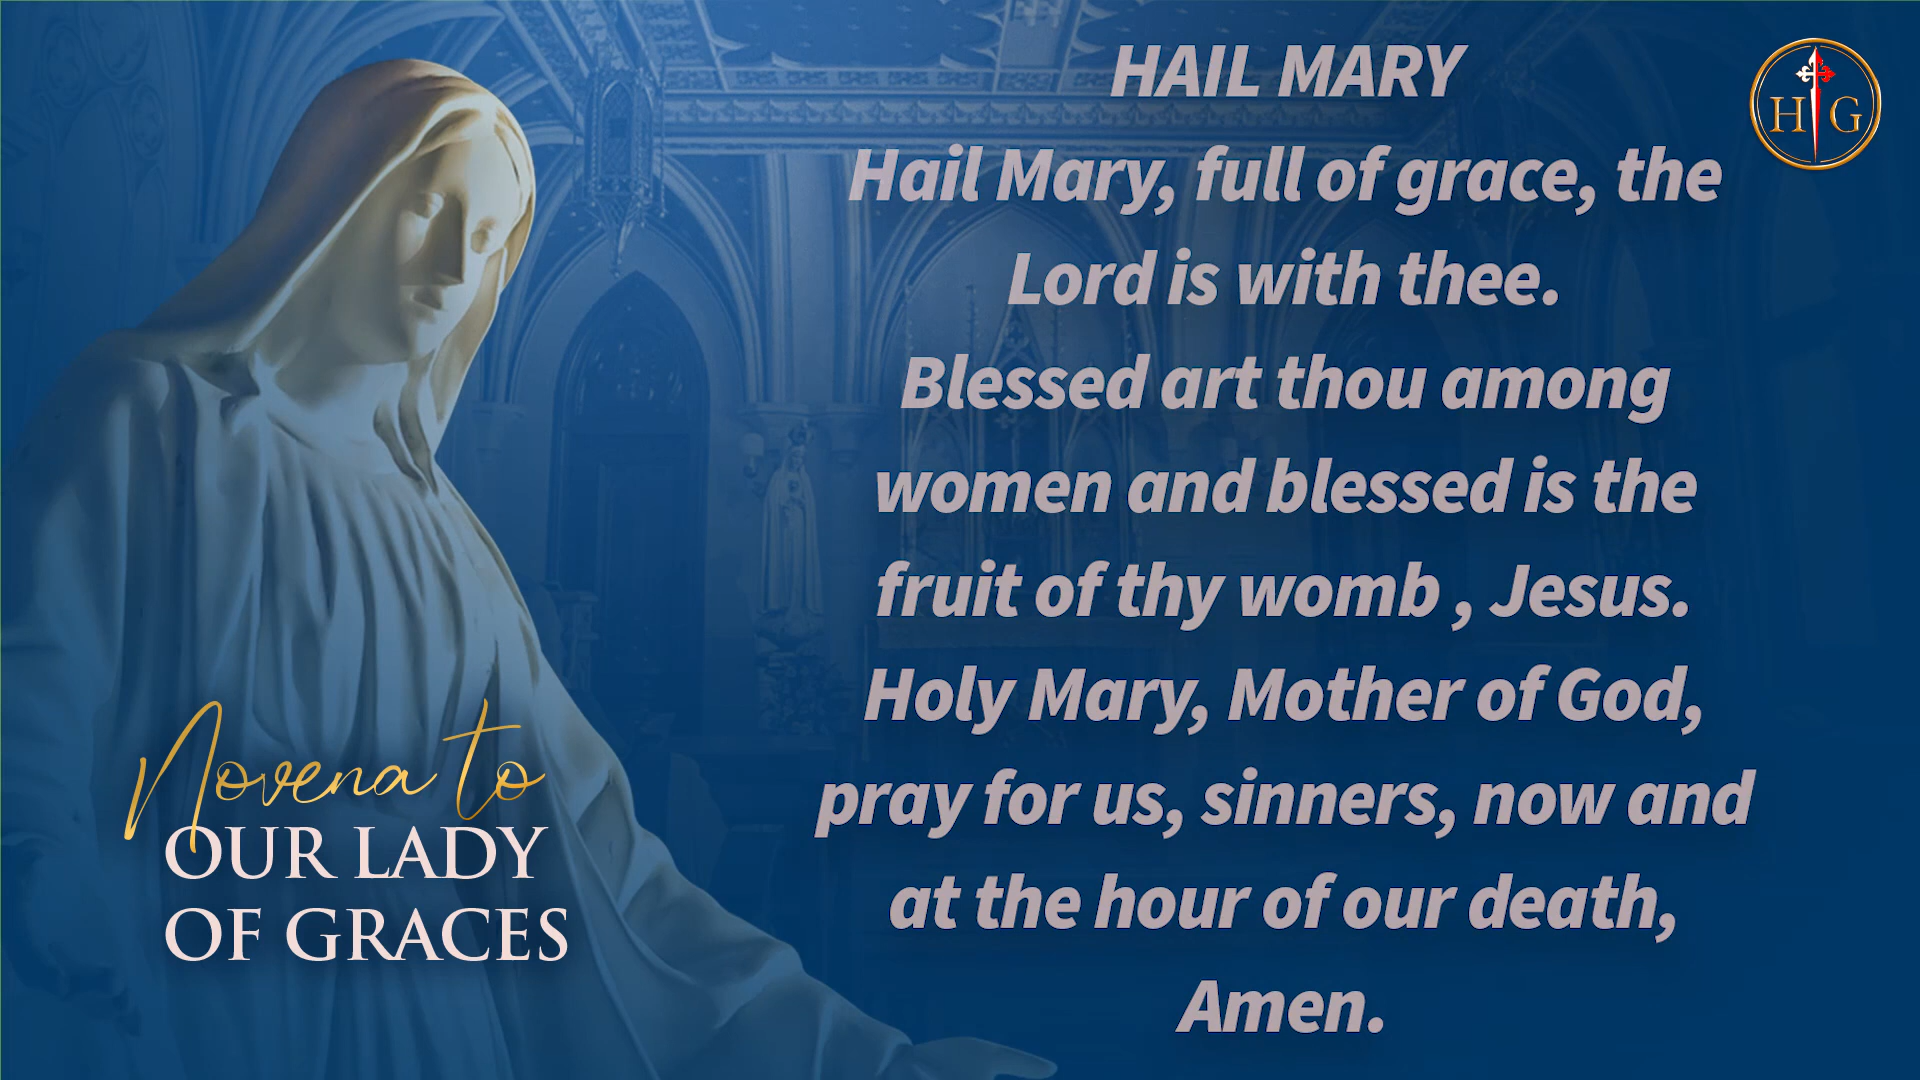 HAIL MARY
Hail Mary, full of grace, the
Lord is with thee.
Blessed art thou among
women and blessed is the
fruit of thy womb , Jesus.
Holy Mary, Mother of God,
pray for us, sinners, now and
at the hour of our death,
Amen.
H G
Novena to
OUR LADY
OF GRACES